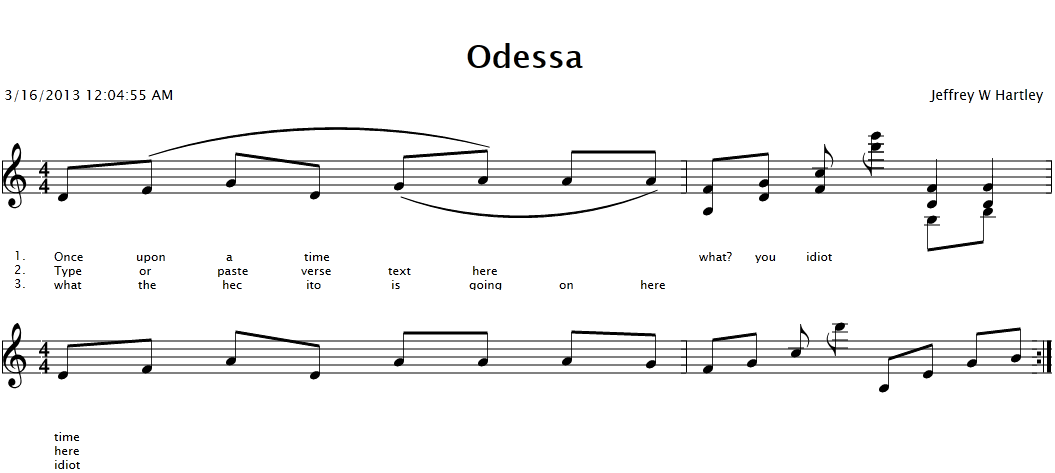 Odessa
3/16/2013 12:04:55 AM Jeffrey W Hartley
4 4
1. Once upon a time what? you idiot
2. Type or paste verse text here
3. what the hec ito is going on here
4 4
time
here
idiot